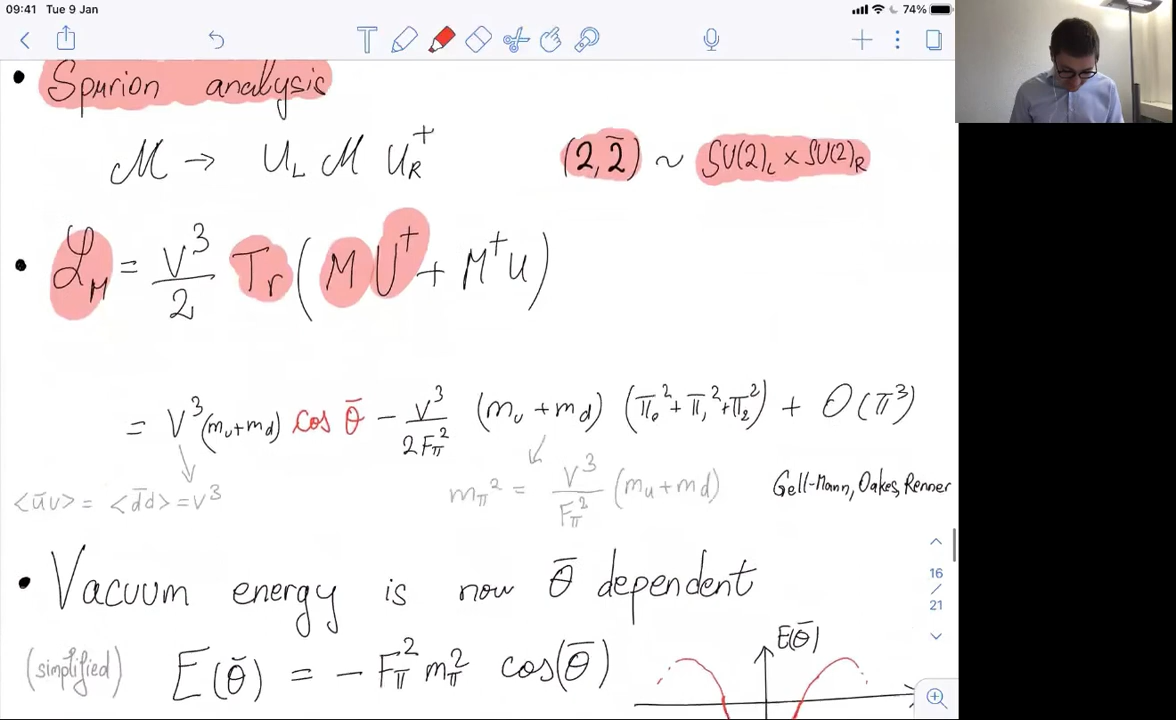 09:41 Tue 9 Jan 74%
• Spurion analysis
M → U_L M U_R^† (2, 2̄) ~ SU(2)_L × SU(2)_R
• ℒ_M = V³/2 Tr(M U^† + M^† U)
= V³(m_u+m_d) cos θ̄ − V³/2F_π² (m_u + m_d) (π_0² + π_1² + π_2²) + O(π³)
<ūu> = <d̄d> = V³ m_π² = V³/F_π² (m_u + m_d) Gell-Mann, Oakes, Renner
• Vacuum energy is now θ̄ dependent
(simplified) E(θ̄) = − F_π² m_π² cos(θ̄) E(θ̄)
16
/
21